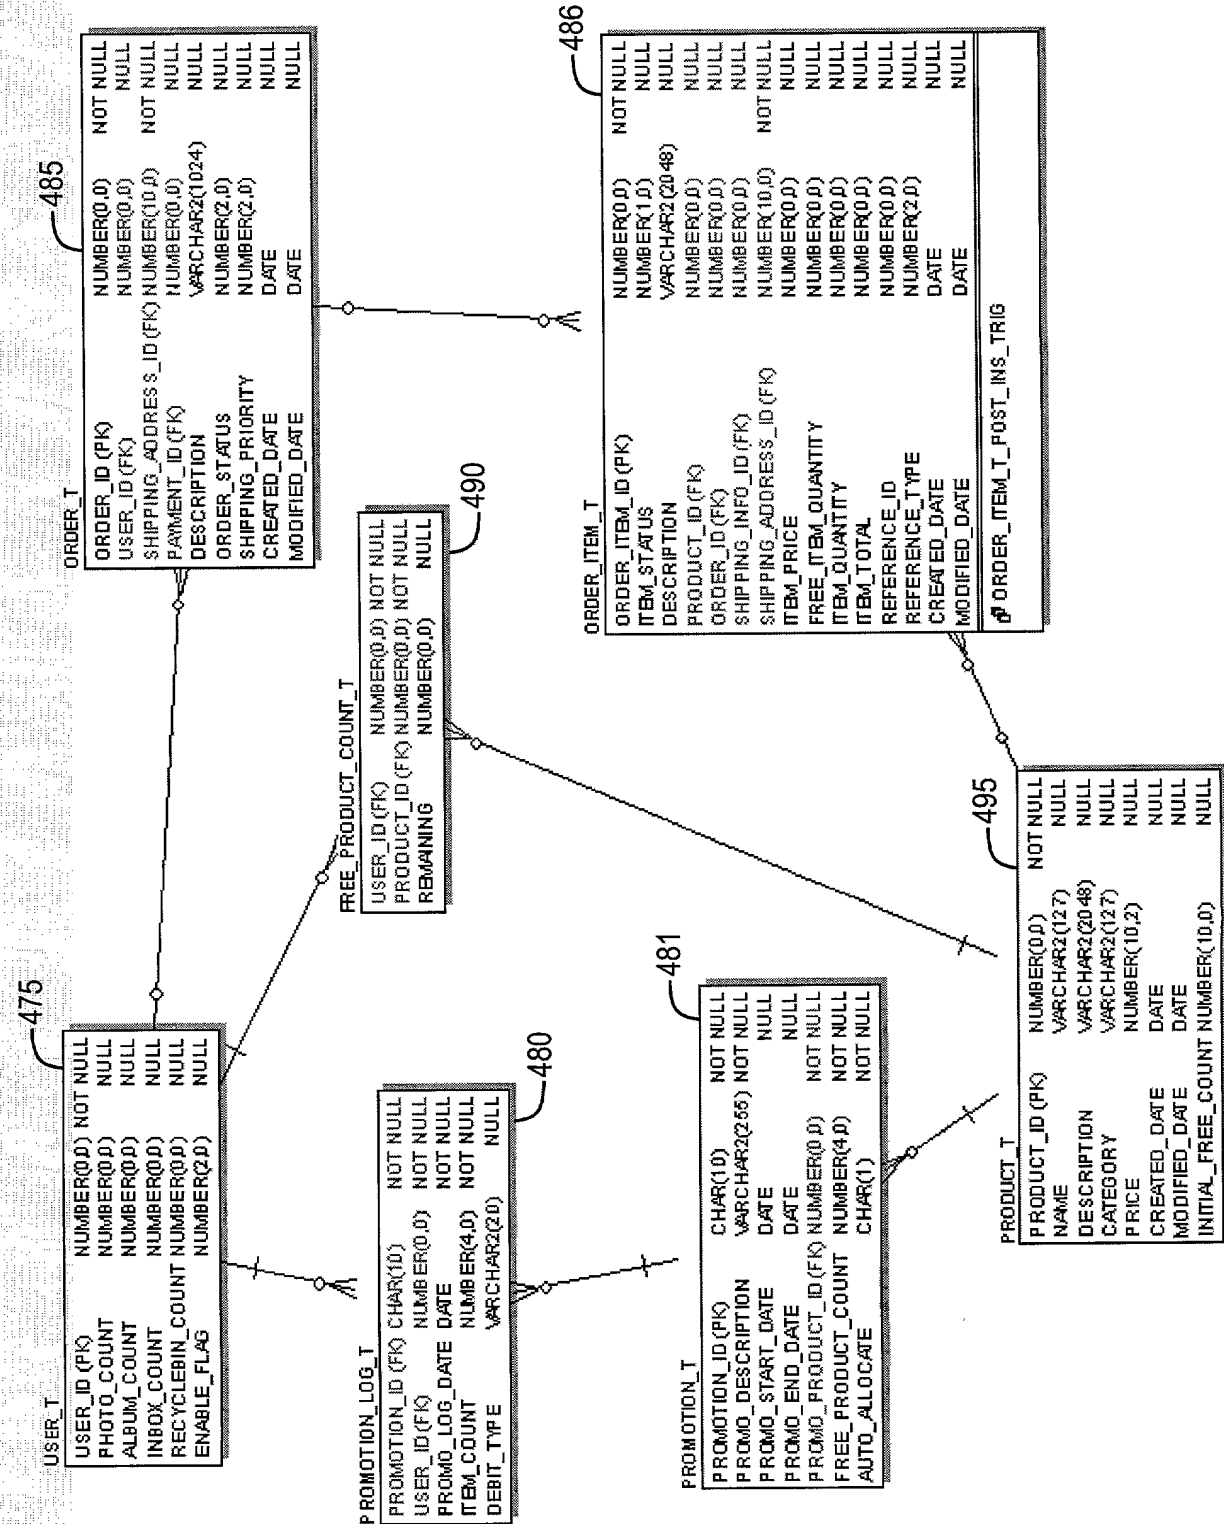 USER_T
475
USER_ID (PK) NUMBER(0,0) NOT NULL
PHOTO_COUNT NUMBER(0,0) NULL
ALBUM_COUNT NUMBER(0,0) NULL
INBOX_COUNT NUMBER(0,0) NULL
RECYCLEBIN_COUNT NUMBER(0,0) NULL
ENABLE_FLAG NUMBER(2,0) NULL
ORDER_T
485
ORDER_ID (PK) NUMBER(0,0) NOT NULL
USER_ID (FK) NUMBER(0,0) NULL
SHIPPING_ADDRESS_ID (FK) NUMBER(10,0) NOT NULL
PAYMENT_ID (FK) NUMBER(0,0) NULL
DESCRIPTION VARCHAR2(1024) NULL
ORDER_STATUS NUMBER(2,0) NULL
SHIPPING_PRIORITY NUMBER(2,0) NULL
CREATED_DATE DATE NULL
MODIFIED_DATE DATE NULL
FREE_PRODUCT_COUNT_T
490
USER_ID (FK) NUMBER(0,0) NOT NULL
PRODUCT_ID (FK) NUMBER(0,0) NOT NULL
REMAINING NUMBER(0,0) NULL
PROMOTION_LOG_T
480
PROMOTION_ID (FK) CHAR(10) NOT NULL
USER_ID (FK) NUMBER(0,0) NOT NULL
PROMO_LOG_DATE DATE NOT NULL
ITEM_COUNT NUMBER(4,0) NOT NULL
DEBIT_TYPE VARCHAR2(20) NULL
ORDER_ITEM_T
486
ORDER_ITEM_ID (PK) NUMBER(0,0) NOT NULL
ITEM_STATUS NUMBER(1,0) NULL
DESCRIPTION VARCHAR2(2048) NULL
PRODUCT_ID (FK) NUMBER(0,0) NULL
ORDER_ID (FK) NUMBER(0,0) NULL
SHIPPING_INFO_ID (FK) NUMBER(0,0) NULL
SHIPPING_ADDRESS_ID (FK) NUMBER(10,0) NOT NULL
ITEM_PRICE NUMBER(0,0) NULL
FREE_ITEM_QUANTITY NUMBER(0,0) NULL
ITEM_QUANTITY NUMBER(0,0) NULL
ITEM_TOTAL NUMBER(0,0) NULL
REFERENCE_ID NUMBER(0,0) NULL
REFERENCE_TYPE NUMBER(2,0) NULL
CREATED_DATE DATE NULL
MODIFIED_DATE DATE NULL
ORDER_ITEM_T_POST_INS_TRIG
PROMOTION_T
481
PROMOTION_ID (PK) CHAR(10) NOT NULL
PROMO_DESCRIPTION VARCHAR2(255) NOT NULL
PROMO_START_DATE DATE NULL
PROMO_END_DATE DATE NULL
PROMO_PRODUCT_ID (FK) NUMBER(0,0) NOT NULL
FREE_PRODUCT_COUNT NUMBER(4,0) NOT NULL
AUTO_ALLOCATE CHAR(1) NOT NULL
PRODUCT_T
495
PRODUCT_ID (PK) NUMBER(0,0) NOT NULL
NAME VARCHAR2(127) NULL
DESCRIPTION VARCHAR2(2048) NULL
CATEGORY VARCHAR2(127) NULL
PRICE NUMBER(10,2) NULL
CREATED_DATE DATE NULL
MODIFIED_DATE DATE NULL
INITIAL_FREE_COUNT NUMBER(10,0) NULL